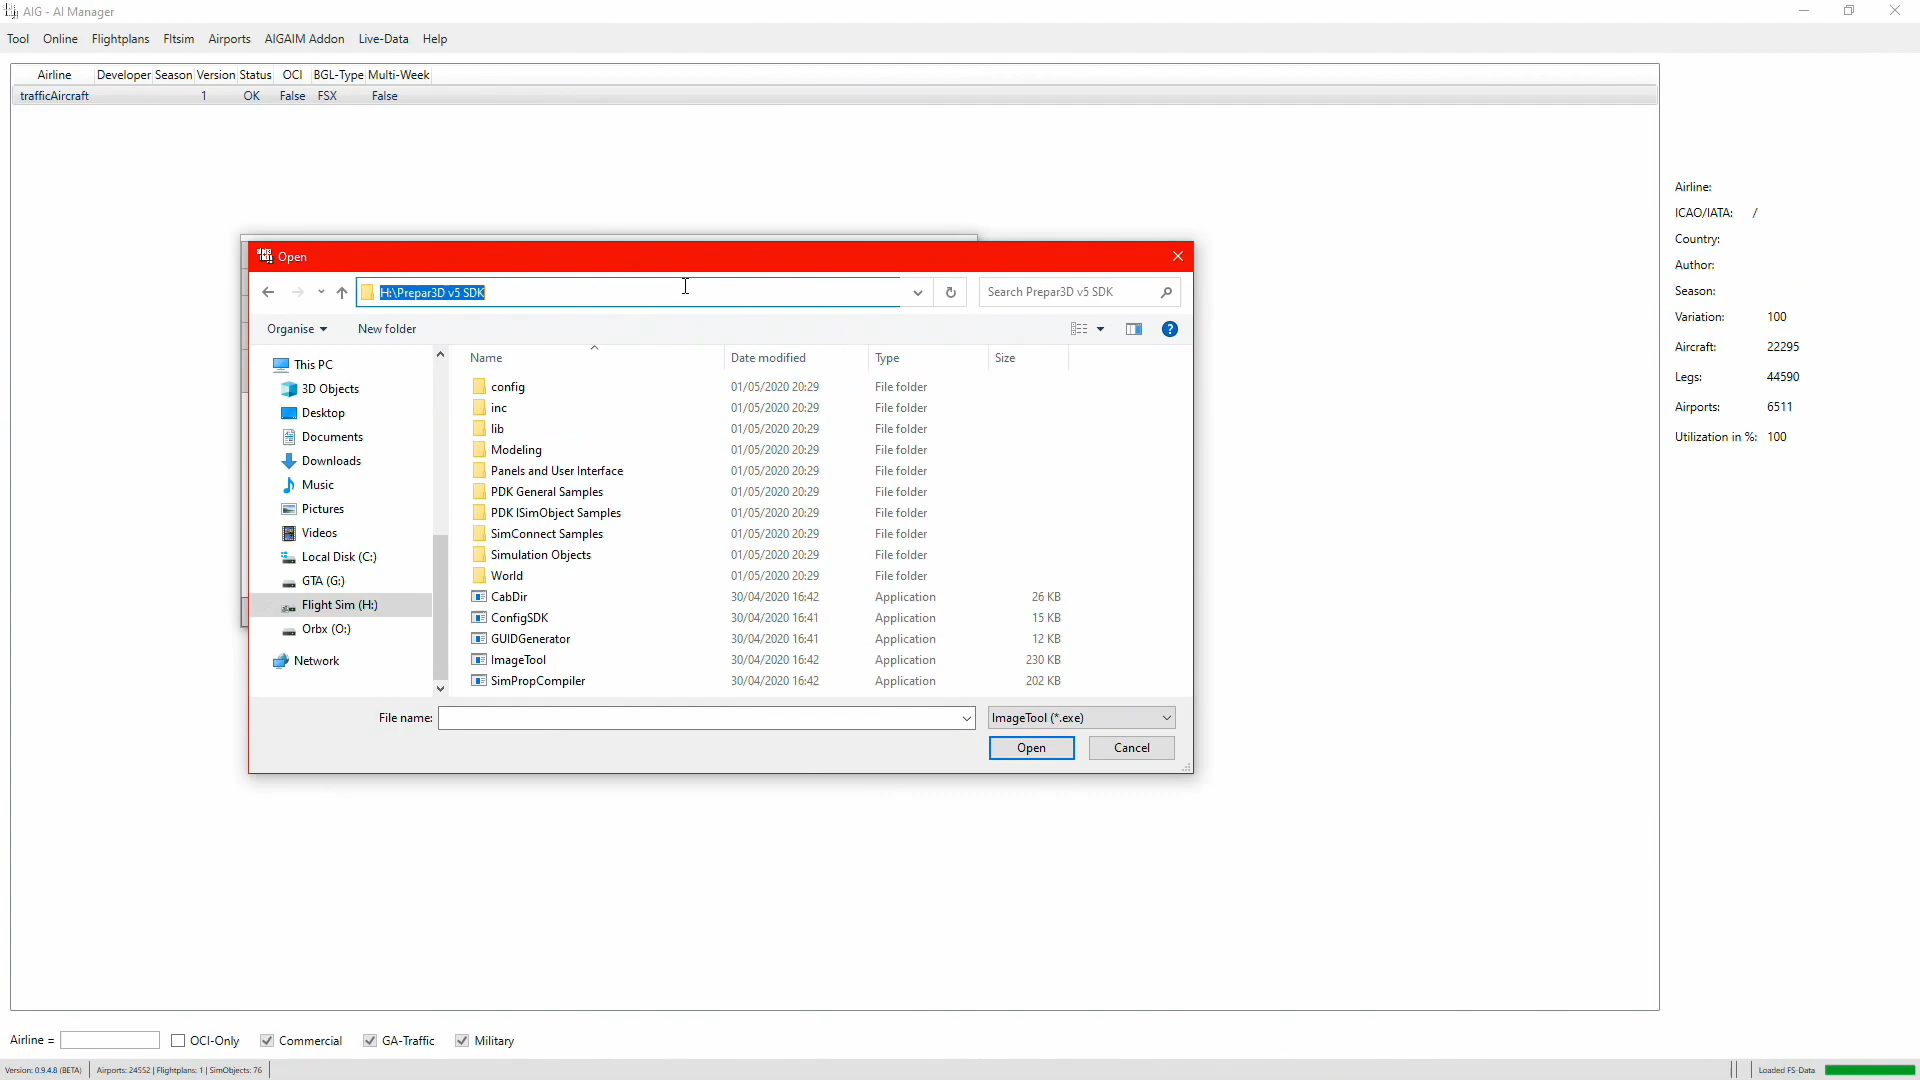 AIG - AI Manager
Tool Online Flightplans Fltsim Airports AIGAIM Addon Live-Data Help
Airline Developer Season Version Status OCI BGL-Type Multi-Week
trafficAircraft 1 OK False FSX False
Airline:
ICAO/IATA: /
Country:
Author:
Season:
Variation: 100
Aircraft: 22295
Legs: 44590
Airports: 6511
Utilization in %: 100
Open
H:\Prepar3D v5 SDK
Search Prepar3D v5 SDK
Organise New folder
This PC
3D Objects
Desktop
Documents
Downloads
Music
Pictures
Videos
Local Disk (C:)
GTA (G:)
Flight Sim (H:)
Orbx (O:)
Network
Name Date modified Type Size
config 01/05/2020 20:29 File folder
inc 01/05/2020 20:29 File folder
lib 01/05/2020 20:29 File folder
Modeling 01/05/2020 20:29 File folder
Panels and User Interface 01/05/2020 20:29 File folder
PDK General Samples 01/05/2020 20:29 File folder
PDK ISimObject Samples 01/05/2020 20:29 File folder
SimConnect Samples 01/05/2020 20:29 File folder
Simulation Objects 01/05/2020 20:29 File folder
World 01/05/2020 20:29 File folder
CabDir 30/04/2020 16:42 Application 26 KB
ConfigSDK 30/04/2020 16:41 Application 15 KB
GUIDGenerator 30/04/2020 16:41 Application 12 KB
ImageTool 30/04/2020 16:42 Application 230 KB
SimPropCompiler 30/04/2020 16:42 Application 202 KB
File name: ImageTool (*.exe)
Open Cancel
Airline = OCI-Only Commercial GA-Traffic Military
Version: 0.9.4.8 (BETA) Airports: 24552 | Flightplans: 1 | SimObjects: 76 Loaded FS-Data